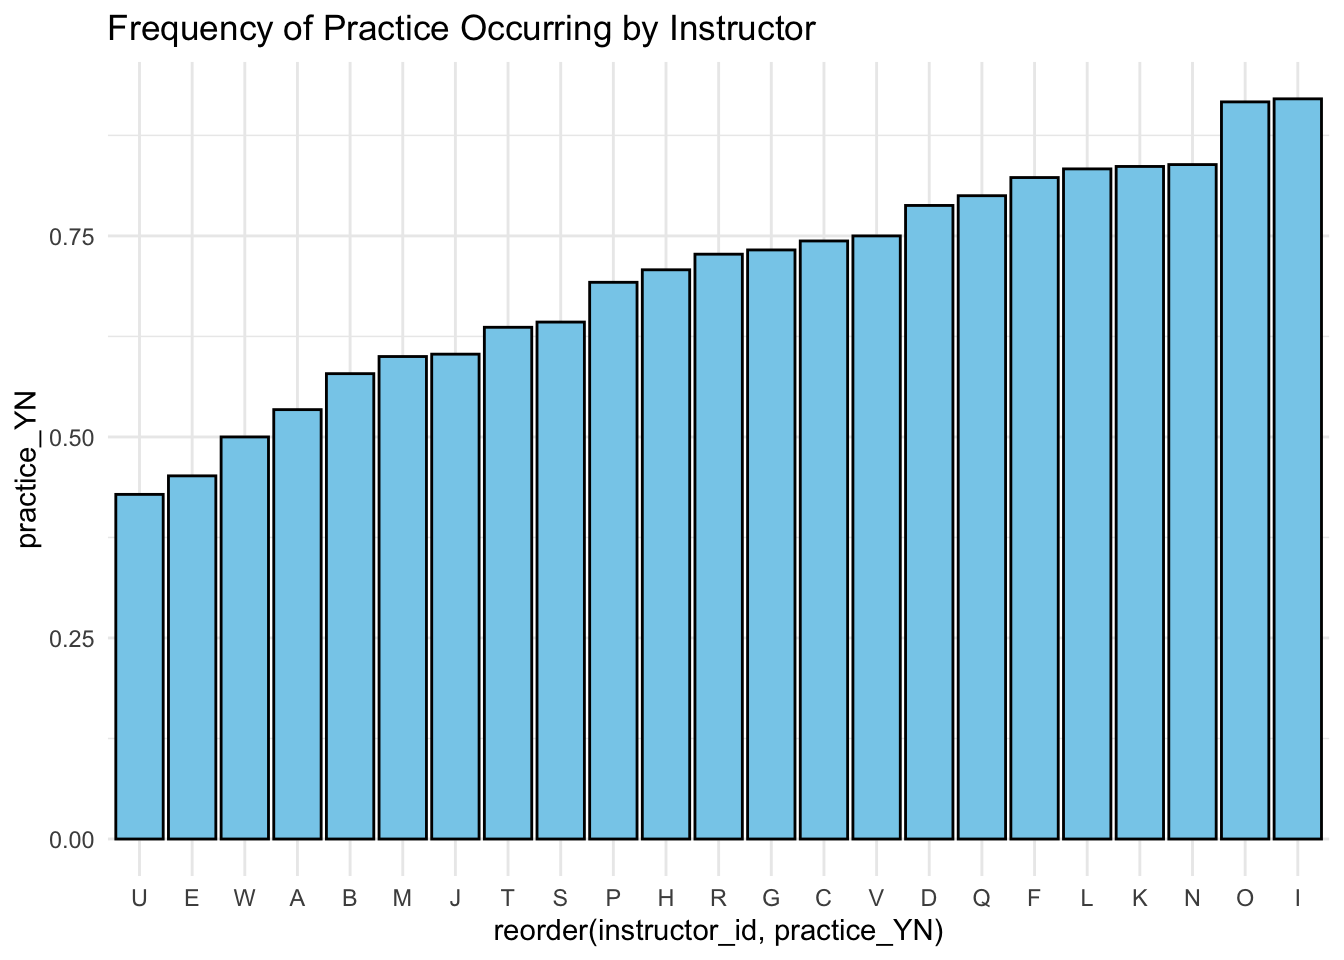 Frequency of Practice Occurring by Instructor
practice_YN
0.75
0.50
0.25
0.00
U E W A B M J T S P H R G C V D Q F L K N O I
reorder(instructor_id, practice_YN)